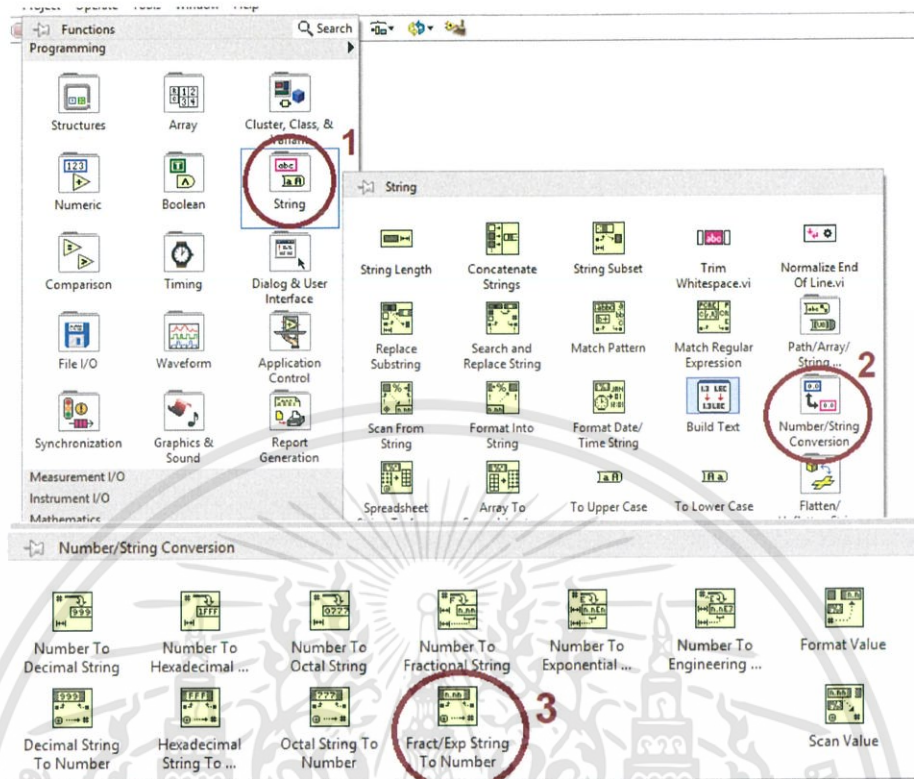 Project Operate Tools Window Help
Functions
Search
Programming
Structures
Array
Cluster, Class, &
Variant
1
Numeric
Boolean
String
Comparison
Timing
Dialog & User
Interface
File I/O
Waveform
Application
Control
Synchronization
Graphics &
Sound
Report
Generation
Measurement I/O
Instrument I/O
Mathematics
String
String Length
Concatenate
Strings
String Subset
Trim
Whitespace.vi
Normalize End
Of Line.vi
Replace
Substring
Search and
Replace String
Match Pattern
Match Regular
Expression
Path/Array/
String ...
2
Scan From
String
Format Into
String
Format Date/
Time String
Build Text
Number/String
Conversion
Spreadsheet
Array To
To Upper Case
To Lower Case
Flatten/
Number/String Conversion
Number To
Decimal String
Number To
Hexadecimal ...
Number To
Octal String
Number To
Fractional String
Number To
Exponential ...
Number To
Engineering ...
Format Value
Decimal String
To Number
Hexadecimal
String To ...
Octal String To
Number
Fract/Exp String
To Number
3
Scan Value